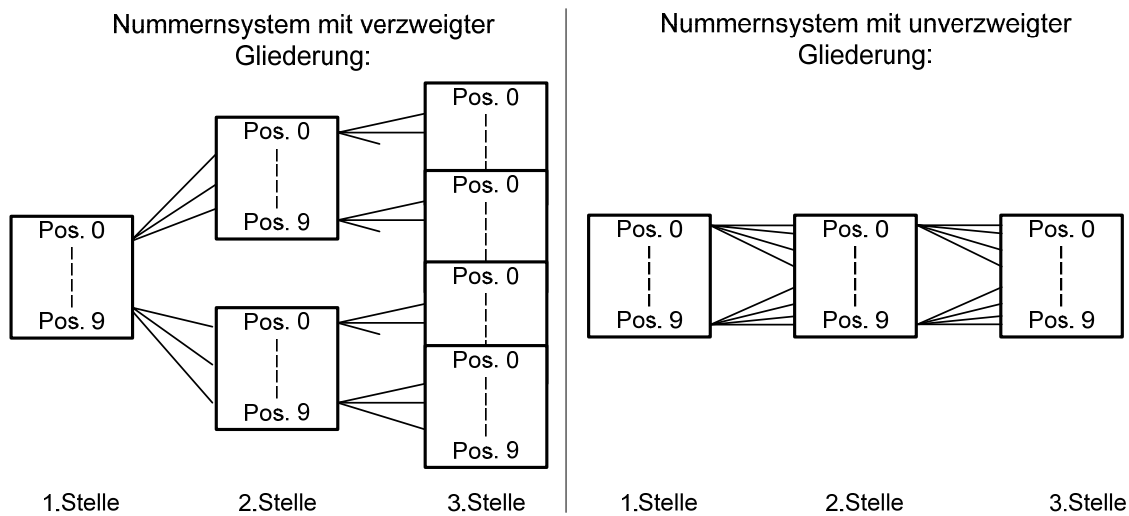 Nummernsystem mit verzweigter
Gliederung:
Pos. 0
Pos. 9
Pos. 0
Pos. 9
Pos. 0
Pos. 9
Pos. 0
Pos. 0
Pos. 0
Pos. 0
Pos. 9
1.Stelle
2.Stelle
3.Stelle
Nummernsystem mit unverzweigter
Gliederung:
Pos. 0
Pos. 9
Pos. 0
Pos. 9
Pos. 0
Pos. 9
1.Stelle
2.Stelle
3.Stelle